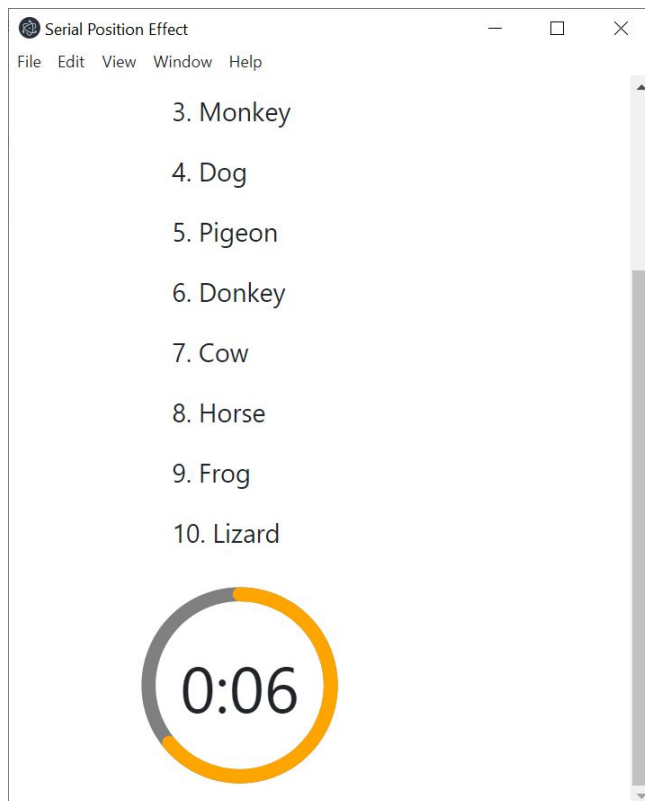 Serial Position Effect
File Edit View Window Help
3. Monkey
4. Dog
5. Pigeon
6. Donkey
7. Cow
8. Horse
9. Frog
10. Lizard
0:06